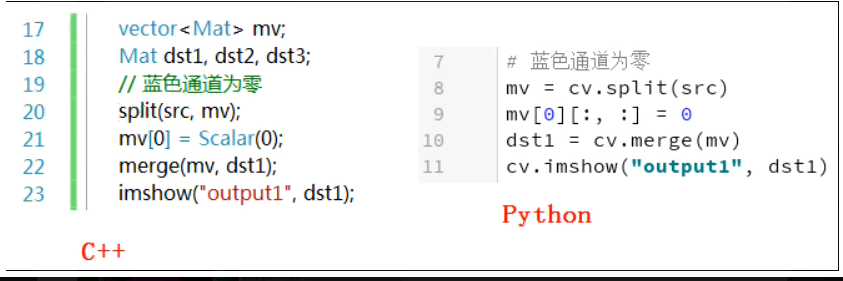 17 vector<Mat> mv;
18 Mat dst1, dst2, dst3;
19 // 蓝色通道为零
20 split(src, mv);
21 mv[0] = Scalar(0);
22 merge(mv, dst1);
23 imshow("output1", dst1);
C++
7 # 蓝色通道为零
8 mv = cv.split(src)
9 mv[0][:, :] = 0
10 dst1 = cv.merge(mv)
11 cv.imshow("output1", dst1)
Python